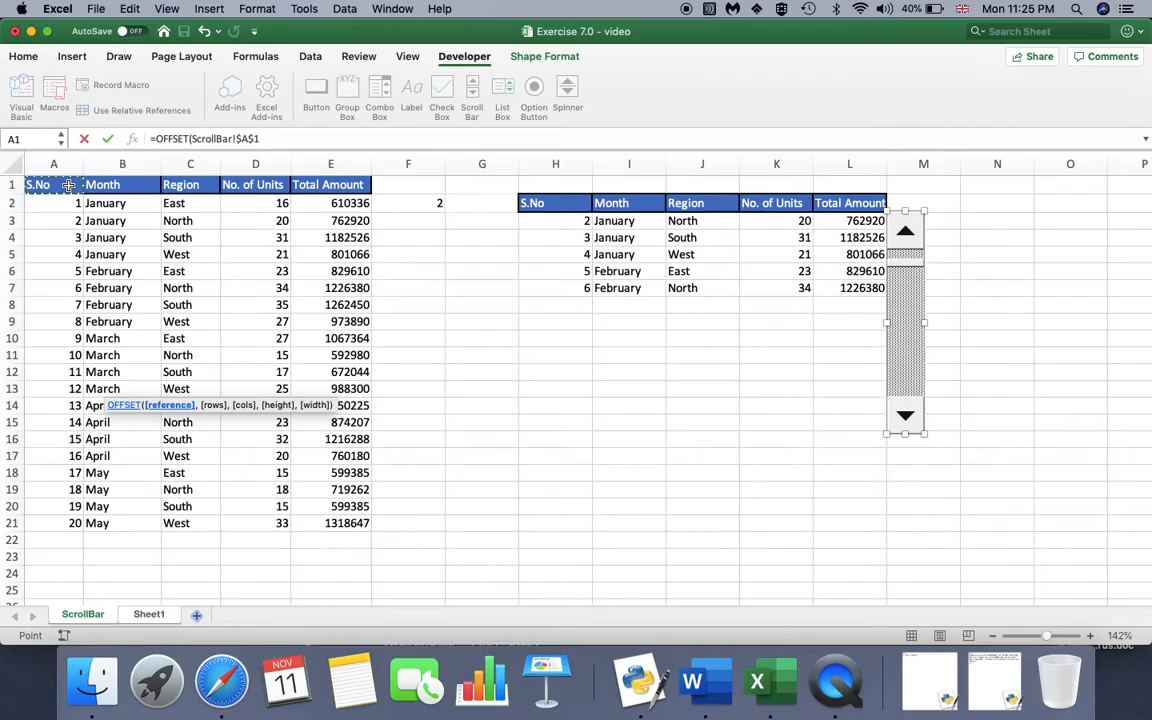 Excel File Edit View Insert Format Tools Data Window Help 40% Mon 11:25 PM
AutoSave OFF Exercise 7.0 - video Search Sheet
Home Insert Draw Page Layout Formulas Data Review View Developer Shape Format Share Comments
Visual Basic Macros Record Macro Use Relative References Add-ins Excel Add-ins Button Group Box Combo Box Label Check Box Scroll Bar List Box Option Button Spinner
A1 fx =OFFSET(ScrollBar!$A$1
A B C D E F G H I J K L M N O P
1 S.No Month Region No. of Units Total Amount
2 1 January East 16 610336 2 S.No Month Region No. of Units Total Amount
3 2 January North 20 762920 2 January North 20 762920
4 3 January South 31 1182526 3 January South 31 1182526
5 4 January West 21 801066 4 January West 21 801066
6 5 February East 23 829610 5 February East 23 829610
7 6 February North 34 1226380 6 February North 34 1226380
8 7 February South 35 1262450
9 8 February West 27 973890
10 9 March East 27 1067364
11 10 March North 15 592980
12 11 March South 17 672044
13 12 March West 25 988300
14 13 Apr OFFSET([reference], [rows], [cols], [height], [width]) 50225
15 14 April North 23 874207
16 15 April South 32 1216288
17 16 April West 20 760180
18 17 May East 15 599385
19 18 May North 18 719262
20 19 May South 15 599385
21 20 May West 33 1318647
22
23
24
25
ScrollBar Sheet1
Point 142%
NOV 11 W X